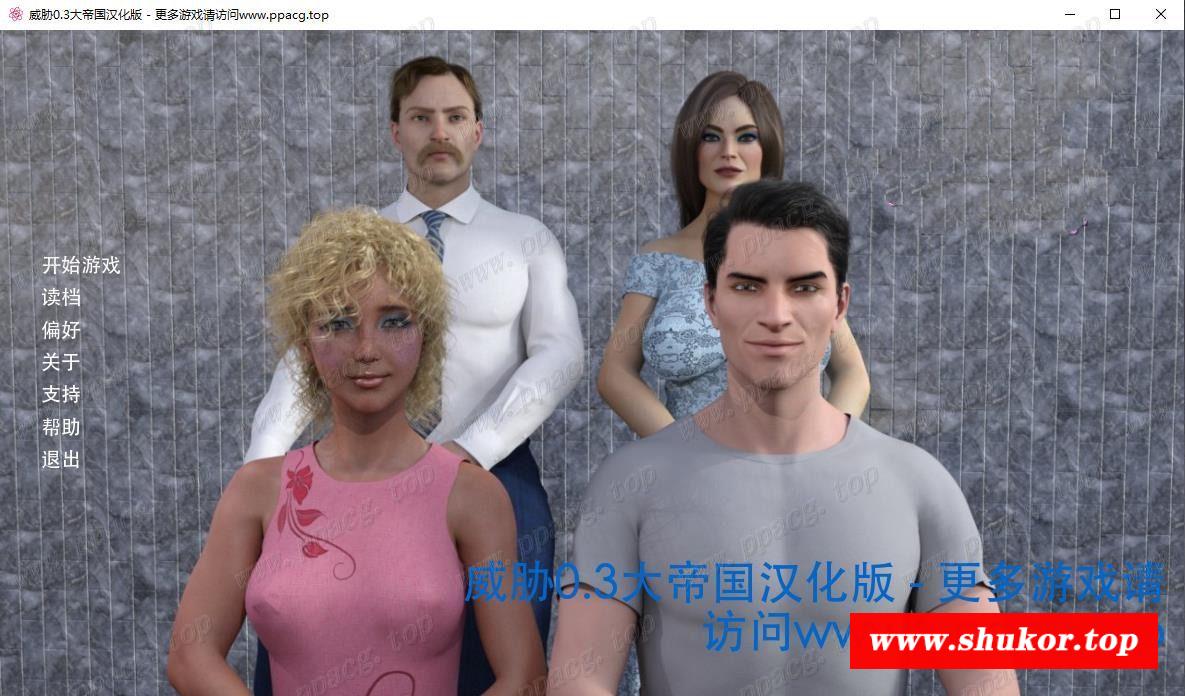 威胁0.3大帝国汉化版 - 更多游戏请访问www.ppacg.top
开始游戏
读档
偏好
关于
支持
帮助
退出
威胁0.3大帝国汉化版 - 更多游戏请
访问
www.shukor.top
www.ppacg.top